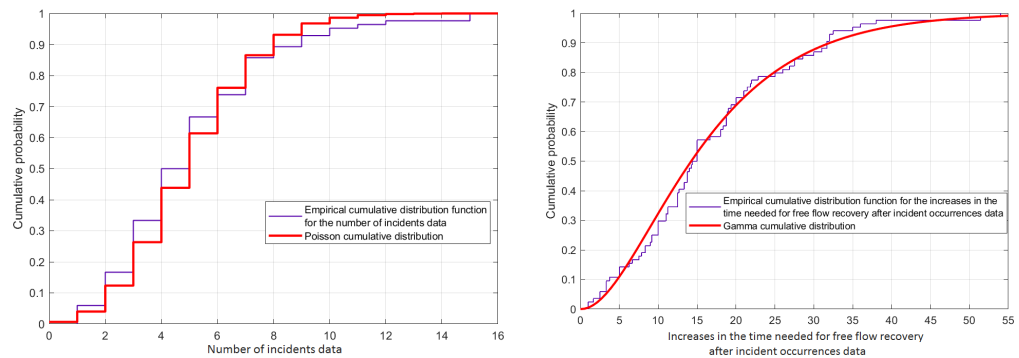 1
0.9
0.8
0.7
0.6
0.5
0.4
0.3
0.2
0.1
0
Cumulative probability
Empirical cumulative distribution function
for the number of incidents data
Poisson cumulative distribution
0 2 4 6 8 10 12 14 16
Number of incidents data
1
0.9
0.8
0.7
0.6
0.5
0.4
0.3
0.2
0.1
0
Cumulative probability
Empirical cumulative distribution function for the increases in the
time needed for free flow recovery after incident occurrences data
Gamma cumulative distribution
0 5 10 15 20 25 30 35 40 45 50 55
Increases in the time needed for free flow recovery
after incident occurrences data